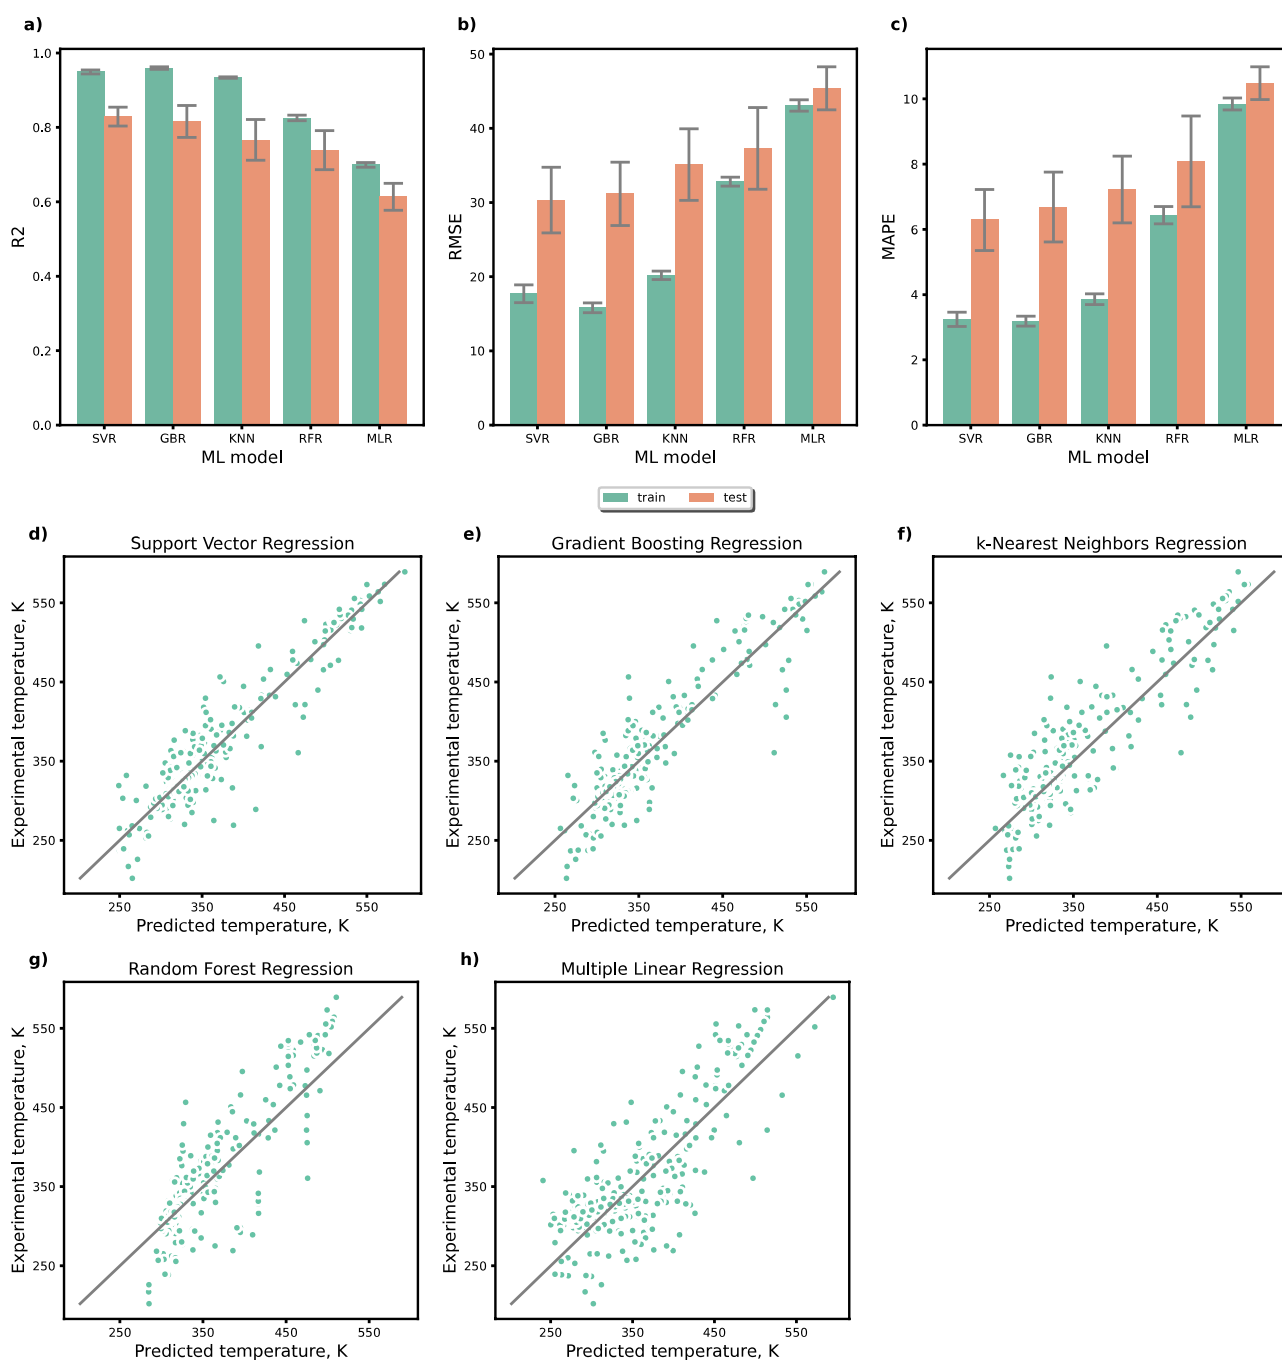 a)
1.0
0.8
0.6
0.4
0.2
0.0
R2
SVR GBR KNN RFR MLR
ML model
b)
50
40
30
20
10
0
RMSE
SVR GBR KNN RFR MLR
ML model
c)
10
8
6
4
2
0
MAPE
SVR GBR KNN RFR MLR
ML model
train test
d)
Support Vector Regression
550
450
350
250
Experimental temperature, K
250 350 450 550
Predicted temperature, K
e)
Gradient Boosting Regression
550
450
350
250
Experimental temperature, K
250 350 450 550
Predicted temperature, K
f)
k-Nearest Neighbors Regression
550
450
350
250
Experimental temperature, K
250 350 450 550
Predicted temperature, K
g)
Random Forest Regression
550
450
350
250
Experimental temperature, K
250 350 450 550
Predicted temperature, K
h)
Multiple Linear Regression
550
450
350
250
Experimental temperature, K
250 350 450 550
Predicted temperature, K